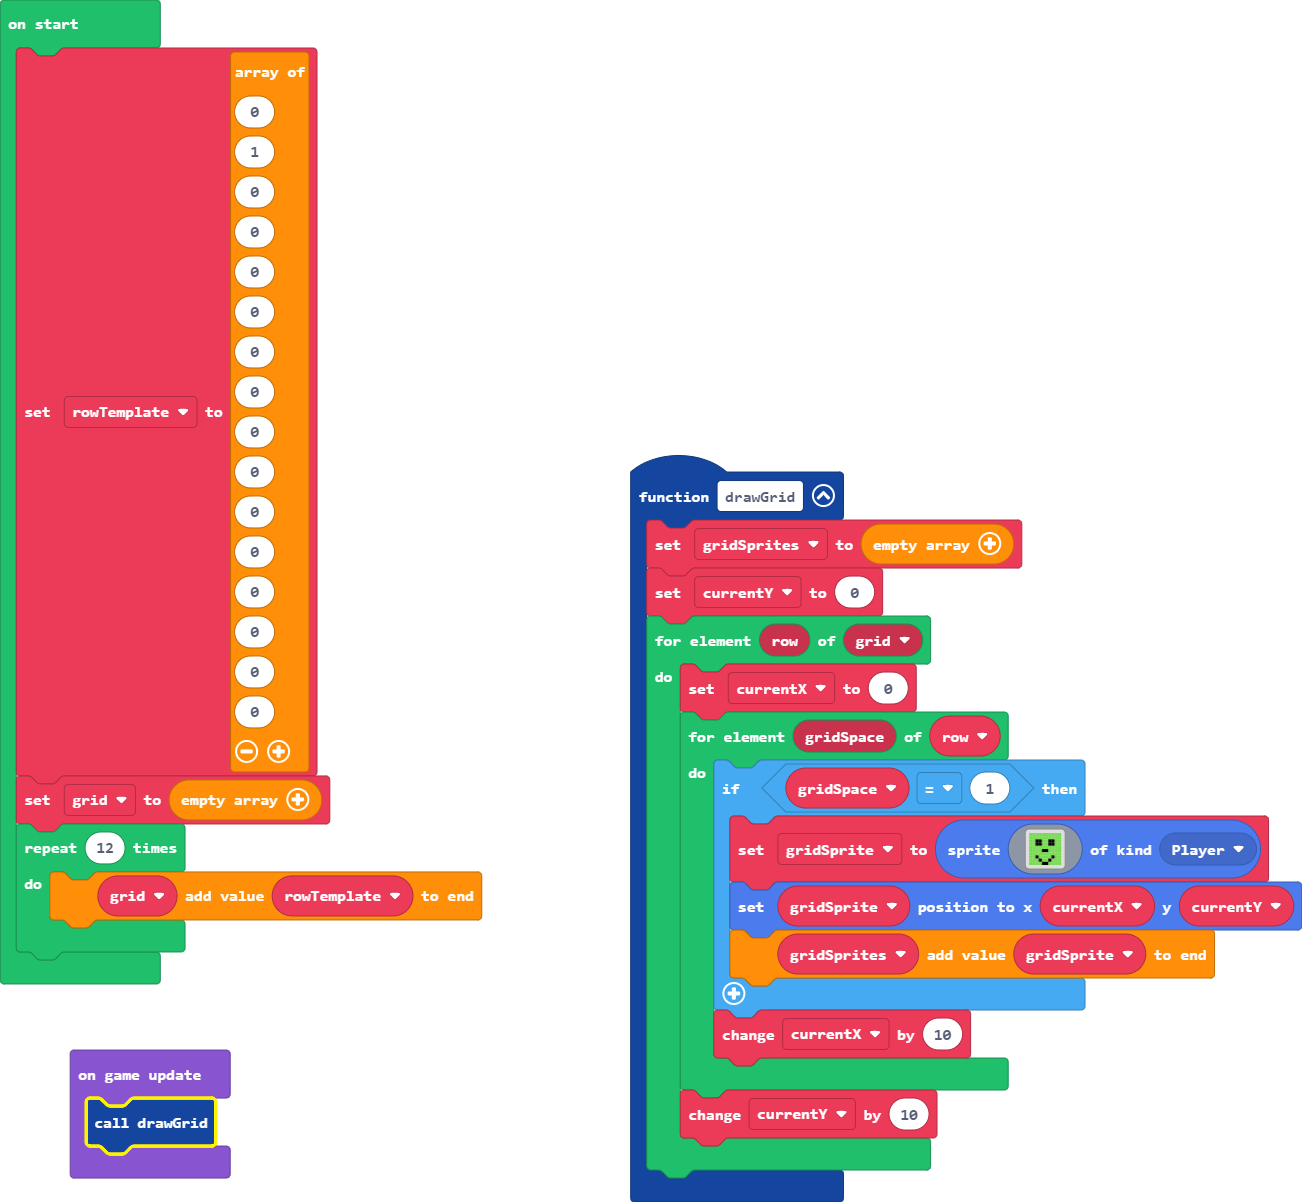 on start
set rowTemplate to
array of
0
1
0
0
0
0
0
0
0
0
0
0
0
0
0
0
set grid to empty array
repeat 12 times
do grid add value rowTemplate to end
on game update
call drawGrid
function drawGrid
set gridSprites to empty array
set currentY to 0
for element row of grid
do set currentX to 0
for element gridSpace of row
do if gridSpace = 1 then
set gridSprite to sprite of kind Player
set gridSprite position to x currentX y currentY
gridSprites add value gridSprite to end
change currentX by 10
change currentY by 10